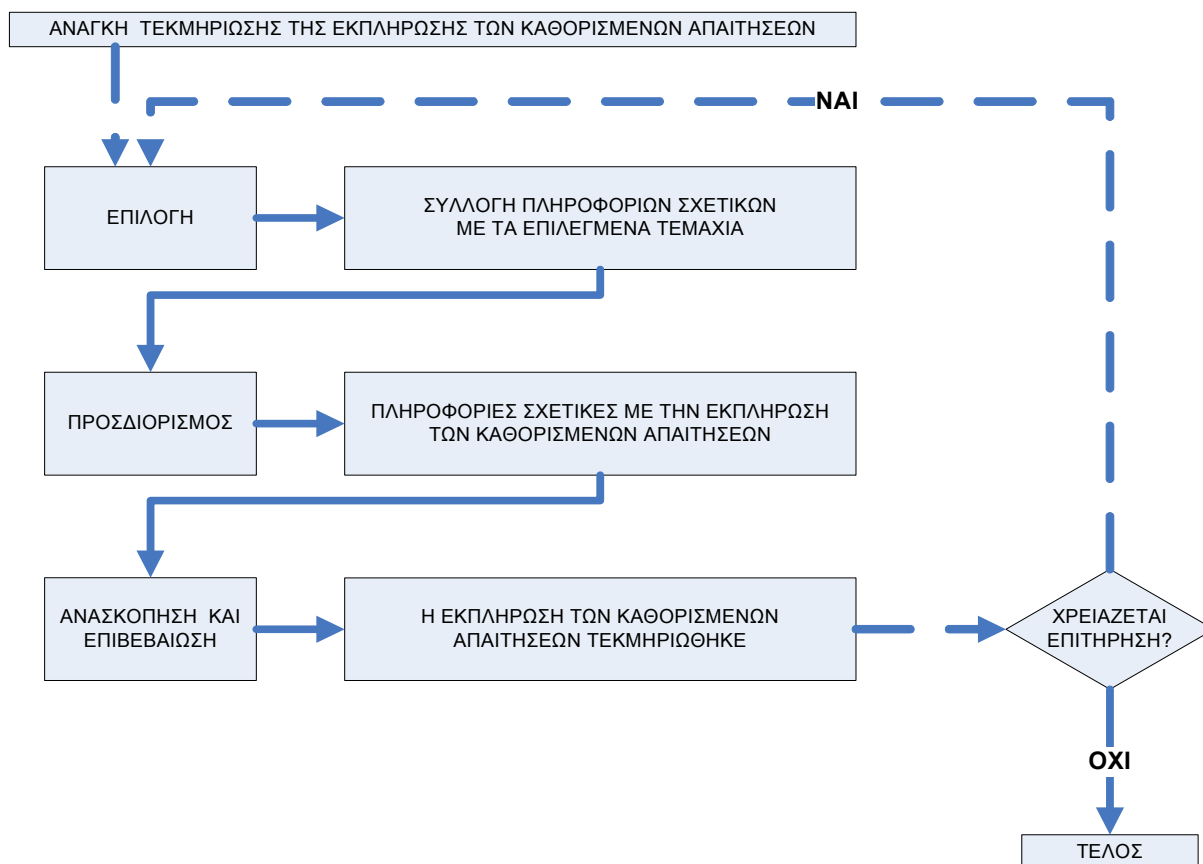 ΑΝΑΓΚΗ ΤΕΚΜΗΡΙΩΣΗΣ ΤΗΣ ΕΚΠΛΗΡΩΣΗΣ ΤΩΝ ΚΑΘΟΡΙΣΜΕΝΩΝ ΑΠΑΙΤΗΣΕΩΝ
ΝΑΙ
ΕΠΙΛΟΓΗ
ΣΥΛΛΟΓΗ ΠΛΗΡΟΦΟΡΙΩΝ ΣΧΕΤΙΚΩΝ
ΜΕ ΤΑ ΕΠΙΛΕΓΜΕΝΑ ΤΕΜΑΧΙΑ
ΠΡΟΣΔΙΟΡΙΣΜΟΣ
ΠΛΗΡΟΦΟΡΙΕΣ ΣΧΕΤΙΚΕΣ ΜΕ ΤΗΝ ΕΚΠΛΗΡΩΣΗ
ΤΩΝ ΚΑΘΟΡΙΣΜΕΝΩΝ ΑΠΑΙΤΗΣΕΩΝ
ΑΝΑΣΚΟΠΗΣΗ ΚΑΙ
ΕΠΙΒΕΒΑΙΩΣΗ
Η ΕΚΠΛΗΡΩΣΗ ΤΩΝ ΚΑΘΟΡΙΣΜΕΝΩΝ
ΑΠΑΙΤΗΣΕΩΝ ΤΕΚΜΗΡΙΩΘΗΚΕ
ΧΡΕΙΑΖΕΤΑΙ
ΕΠΙΤΗΡΗΣΗ?
ΟΧΙ
ΤΕΛΟΣ